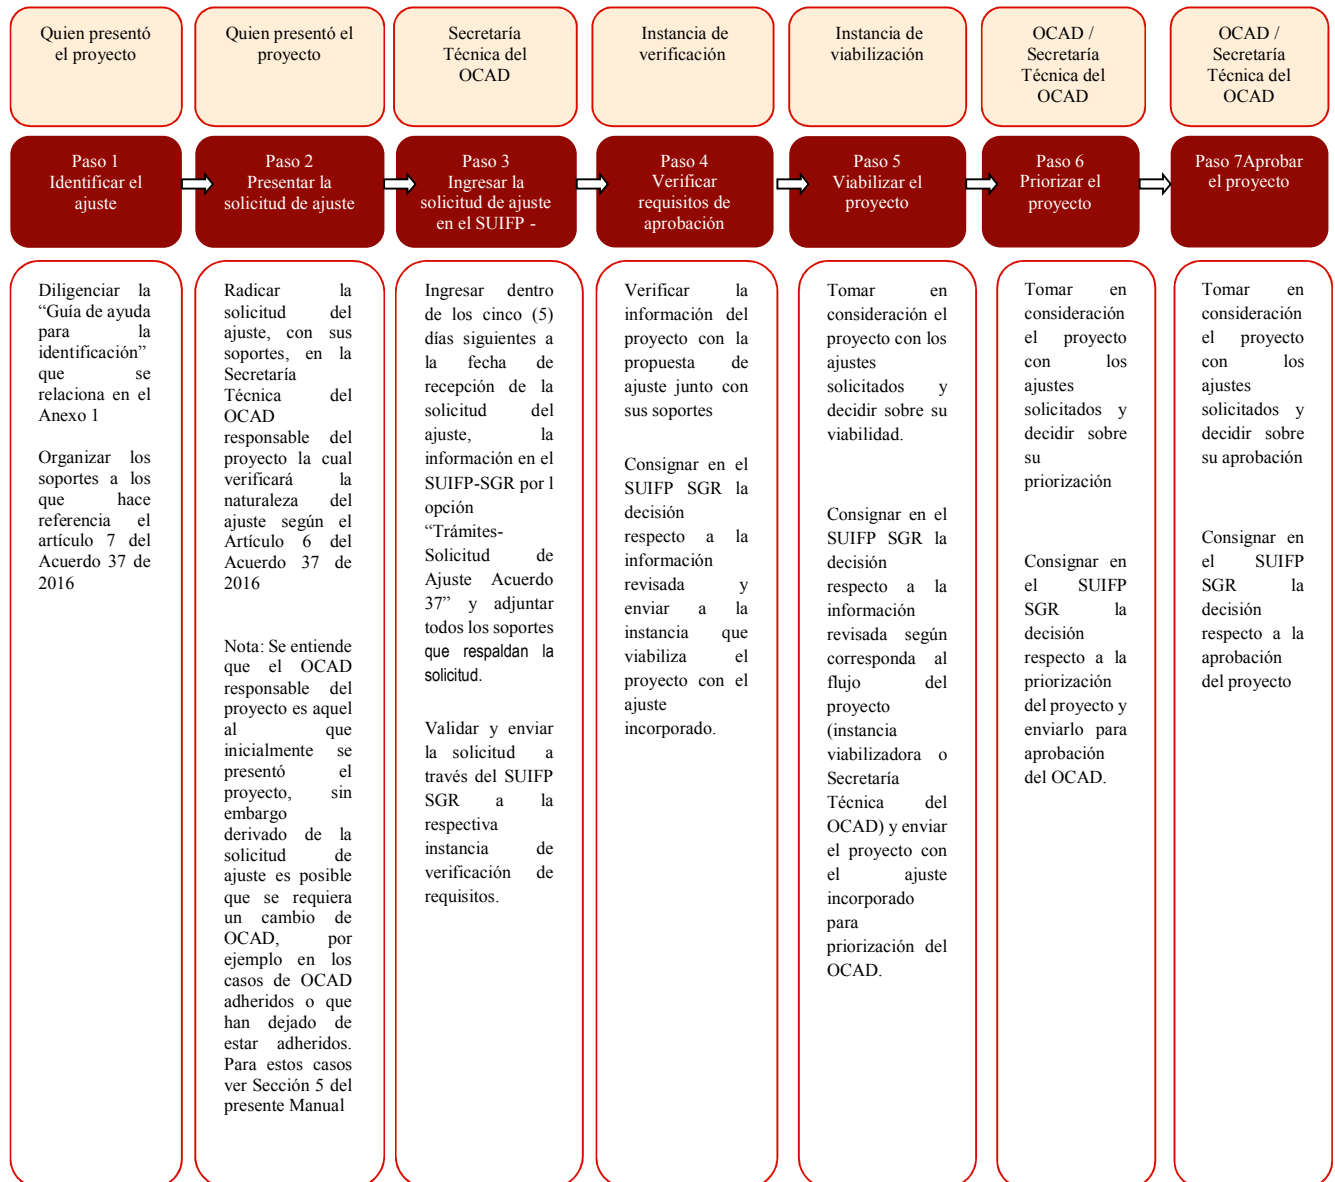 Quien presentó
el proyecto
Quien presentó el
proyecto
Secretaría
Técnica del
OCAD
Instancia de
verificación
Instancia de
viabilización
OCAD /
Secretaría
Técnica del
OCAD
OCAD /
Secretaría
Técnica del
OCAD
Paso 1
Identificar el
ajuste
Paso 2
Presentar la
solicitud de ajuste
Paso 3
Ingresar la
solicitud de ajuste
en el SUIFP -
Paso 4
Verificar
requisitos de
aprobación
Paso 5
Viabilizar el
proyecto
Paso 6
Priorizar el
proyecto
Paso 7Aprobar
el proyecto
Diligenciar la
“Guía de ayuda
para la
identificación”
que se
relaciona en el
Anexo 1
Organizar los
soportes a los
que hace
referencia el
artículo 7 del
Acuerdo 37 de
2016
Radicar la
solicitud del
ajuste, con sus
soportes, en la
Secretaría
Técnica del
OCAD
responsable del
proyecto la cual
verificará la
naturaleza del
ajuste según el
Artículo 6 del
Acuerdo 37 de
2016
Nota: Se entiende
que el OCAD
responsable del
proyecto es aquel
al que
inicialmente se
presentó el
proyecto, sin
embargo
derivado de la
solicitud de
ajuste es posible
que se requiera
un cambio de
OCAD, por
ejemplo en los
casos de OCAD
adheridos o que
han dejado de
estar adheridos.
Para estos casos
ver Sección 5 del
presente Manual
Ingresar dentro
de los cinco (5)
días siguientes a
la fecha de
recepción de la
solicitud del
ajuste, la
información en el
SUIFP-SGR por l
opción
“Trámites-
Solicitud de
Ajuste Acuerdo
37” y adjuntar
todos los soportes
que respaldan la
solicitud.
Validar y enviar
la solicitud a
través del SUIFP
SGR a la
respectiva
instancia de
verificación de
requisitos.
Verificar la
información del
proyecto con la
propuesta de
ajuste junto con
sus soportes
Consignar en el
SUIFP SGR la
decisión
respecto a la
información
revisada y
enviar a la
instancia que
viabiliza el
proyecto con el
ajuste
incorporado.
Tomar en
consideración el
proyecto con los
ajustes
solicitados y
decidir sobre su
viabilidad.
Consignar en el
SUIFP SGR la
decisión
respecto a la
información
revisada según
corresponda al
flujo del
proyecto
(instancia
viabilizadora o
Secretaría
Técnica del
OCAD) y enviar
el proyecto con
el ajuste
incorporado
para
priorización del
OCAD.
Tomar en
consideración
el proyecto
con los
ajustes
solicitados y
decidir sobre
su
priorización
Consignar en
el SUIFP
SGR la
decisión
respecto a la
priorización
del proyecto y
enviarlo para
aprobación
del OCAD.
Tomar en
consideración
el proyecto
con los
ajustes
solicitados y
decidir sobre
su aprobación
Consignar en
el SUIFP
SGR la
decisión
respecto a la
aprobación
del proyecto